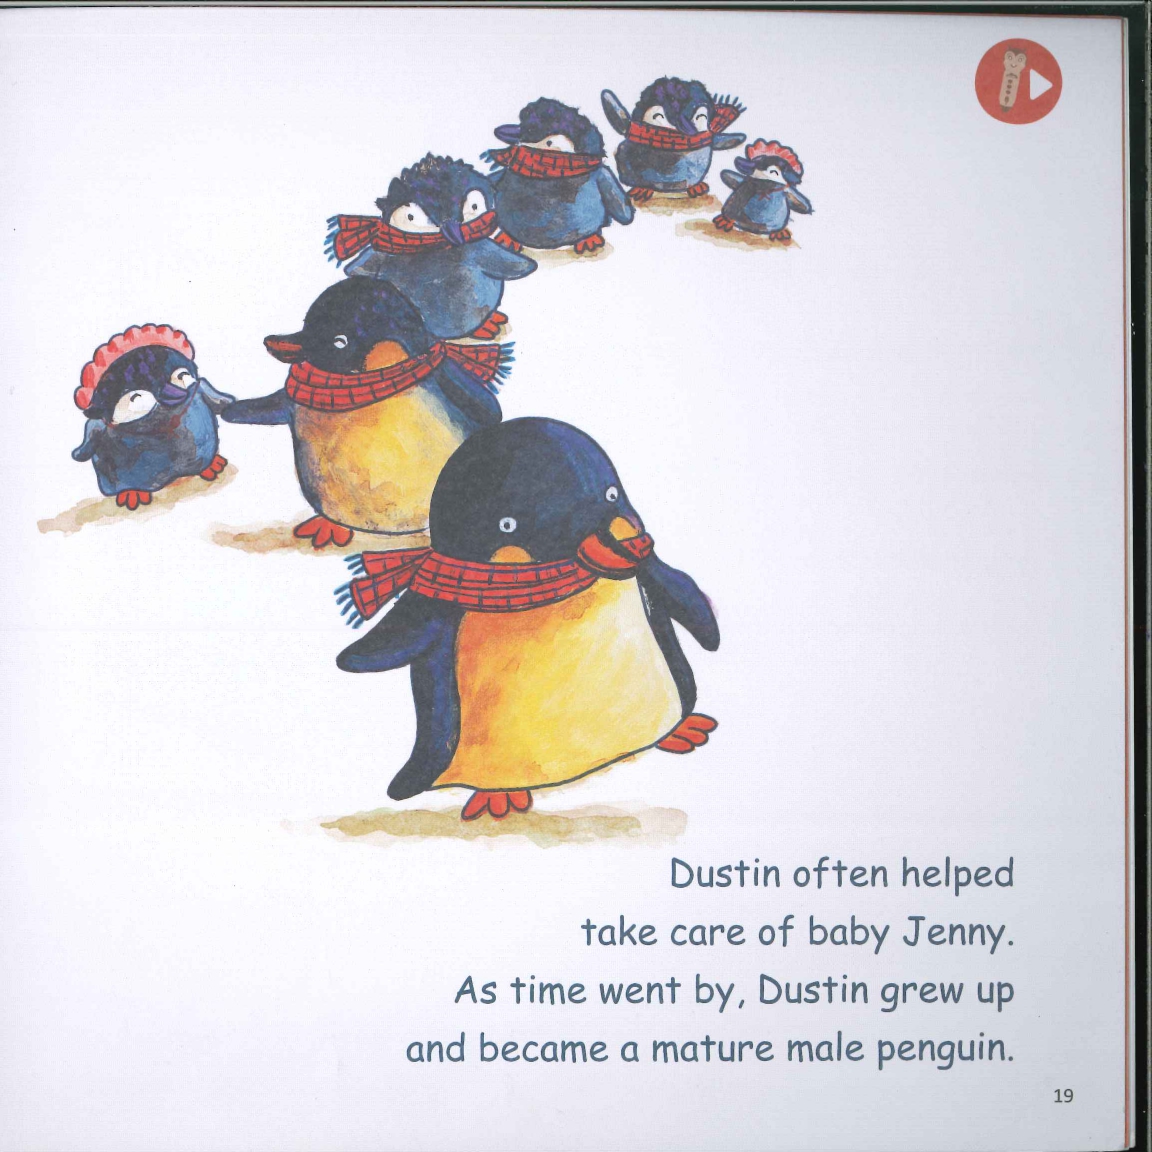 Dustin often helped
take care of baby Jenny.
As time went by, Dustin grew up
and became a mature male penguin.
19